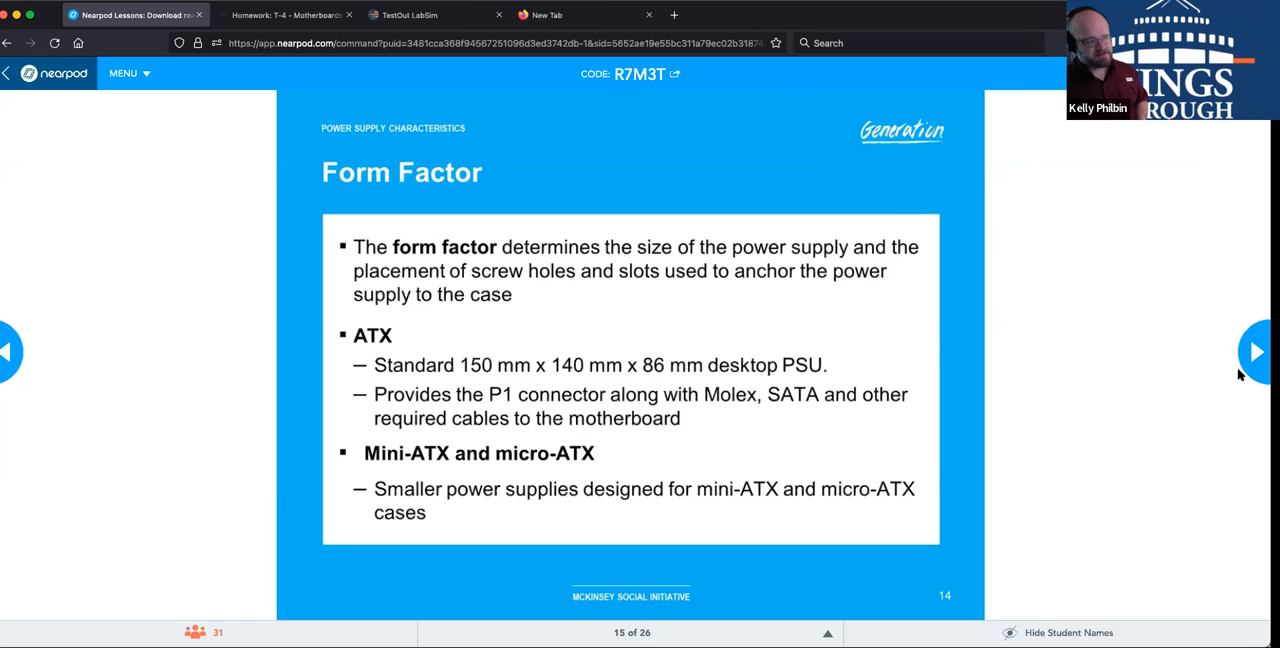 Nearpod Lessons: Download rea
Homework: T-4 - Motherboards
TestOut LabSim
New Tab
https://app.nearpod.com/command?puid=3481cca368f94567251096d3ed3742db-1&sid=5652ae19e55bc311a79ec02b31874
Search
nearpod
MENU
CODE: R7M3T
INGS
ROUGH
Kelly Philbin
POWER SUPPLY CHARACTERISTICS
Generation
Form Factor
▪ The form factor determines the size of the power supply and the
placement of screw holes and slots used to anchor the power
supply to the case
▪ ATX
– Standard 150 mm x 140 mm x 86 mm desktop PSU.
– Provides the P1 connector along with Molex, SATA and other
required cables to the motherboard
▪ Mini-ATX and micro-ATX
– Smaller power supplies designed for mini-ATX and micro-ATX
cases
MCKINSEY SOCIAL INITIATIVE
14
31
15 of 26
Hide Student Names